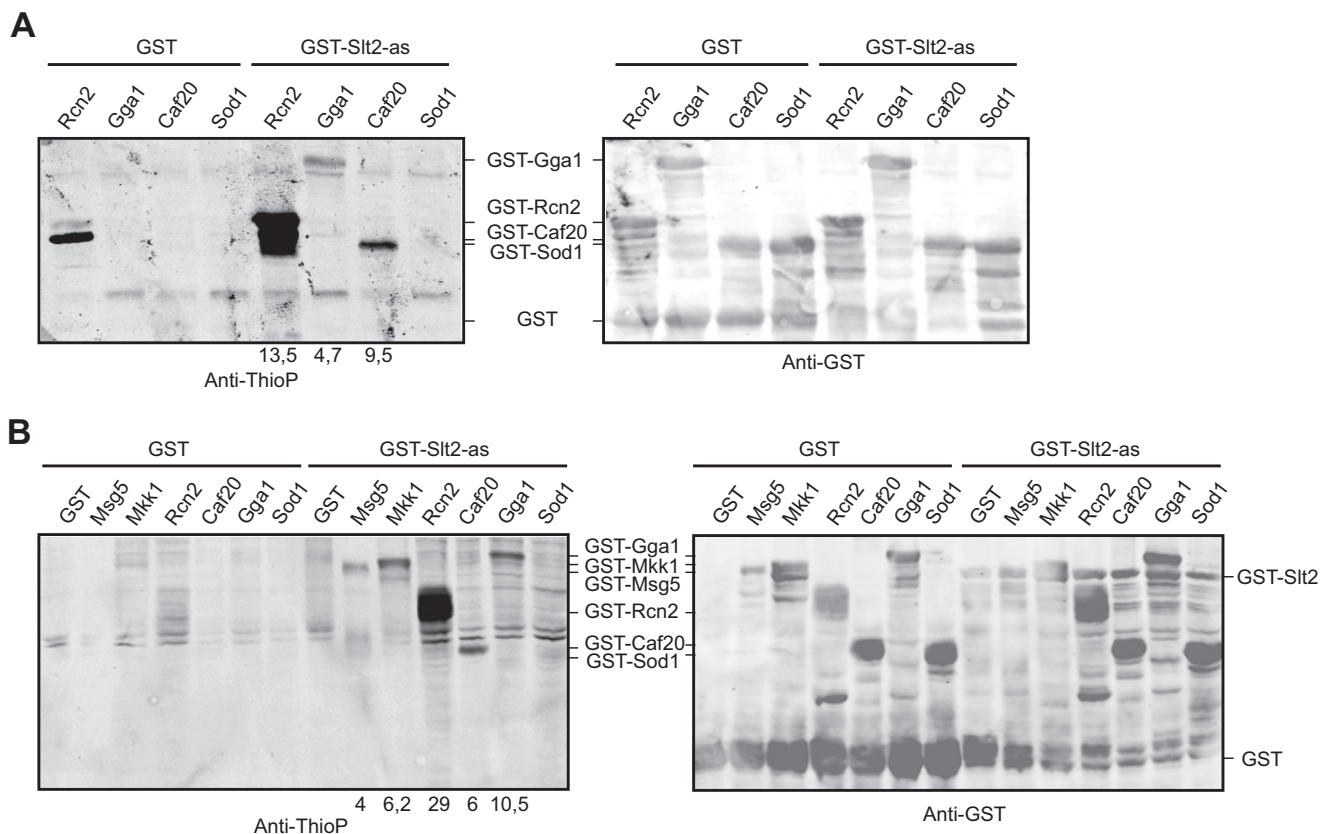 A
GST GST-Slt2-as GST GST-Slt2-as
Rcn2 Gga1 Caf20 Sod1 Rcn2 Gga1 Caf20 Sod1 Rcn2 Gga1 Caf20 Sod1 Rcn2 Gga1 Caf20 Sod1
GST-Gga1
GST-Rcn2
GST-Caf20
GST-Sod1
GST
13,5 4,7 9,5
Anti-ThioP
Anti-GST
B
GST GST-Slt2-as GST GST-Slt2-as
GST Msg5 Mkk1 Rcn2 Caf20 Gga1 Sod1 GST Msg5 Mkk1 Rcn2 Caf20 Gga1 Sod1 GST Msg5 Mkk1 Rcn2 Caf20 Gga1 Sod1 GST Msg5 Mkk1 Rcn2 Caf20 Gga1 Sod1
GST-Gga1
GST-Mkk1
GST-Slt2
GST-Msg5
GST-Rcn2
GST-Caf20
GST-Sod1
GST
4 6,2 29 6 10,5
Anti-ThioP
Anti-GST